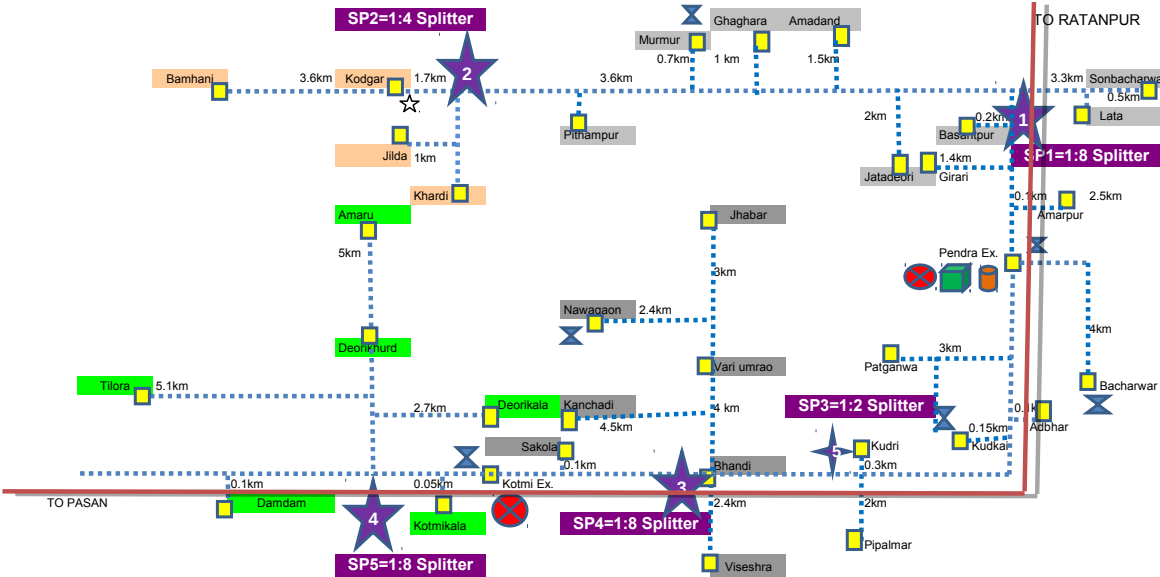 SP2=1:4 Splitter
Ghaghara
Amadand
TO RATANPUR
Murmur
0.7km
1 km
1.5km
Bamhani
3.6km
Kodgar
1.7km
2
3.6km
3.3km
Sonbacharwa
0.5km
Lata
2km
0.2km
1
Basantpur
Pithampur
Jilda
1km
SP1=1:8 Splitter
1.4km
Jatadeori
Girari
Khardi
0.1km
2.5km
Amarpur
Amaru
Jhabar
5km
Pendra Ex.
3km
Nawagaon
2.4km
4km
Deorikhurd
3km
Patganwa
Vari umrao
Tilora
5.1km
Bacharwar
2.7km
Deorikala
Kanchadi
4 km
SP3=1:2 Splitter
0.1k
4.5km
Adbhar
0.15km
Kudkai
Sakola
5
Kudri
0.1km
Bhandi
0.3km
0.1km
0.05km
Kotmi Ex.
3
TO PASAN
Damdam
2.4km
2km
4
Kotmikala
SP4=1:8 Splitter
Pipalmar
SP5=1:8 Splitter
Viseshra